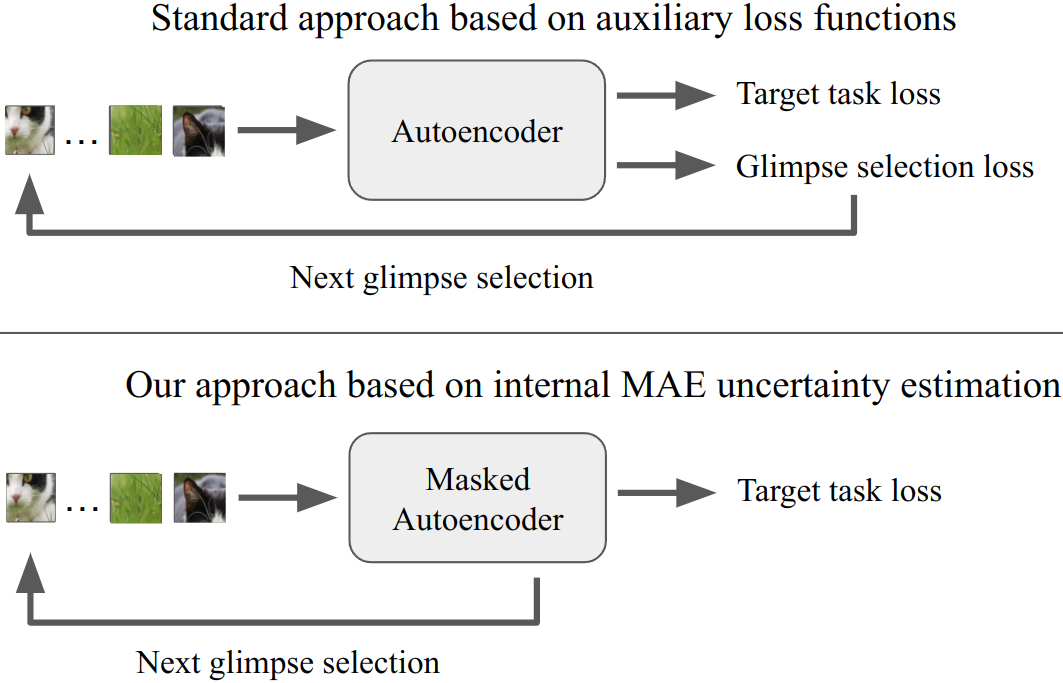 Standard approach based on auxiliary loss functions
...
Autoencoder
Target task loss
Glimpse selection loss
Next glimpse selection
Our approach based on internal MAE uncertainty estimation
...
Masked
Autoencoder
Target task loss
Next glimpse selection